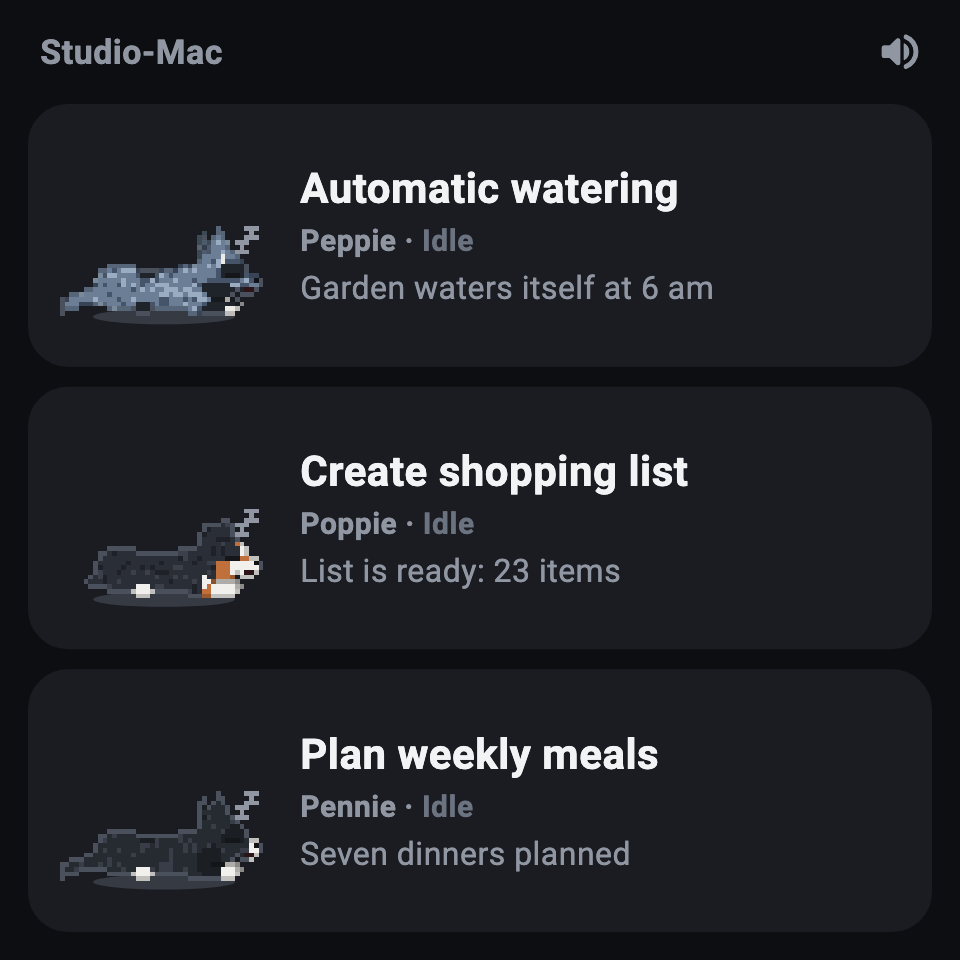 Studio-Mac
Automatic watering
Peppie · Idle
Garden waters itself at 6 am
Create shopping list
Poppie · Idle
List is ready: 23 items
Plan weekly meals
Pennie · Idle
Seven dinners planned